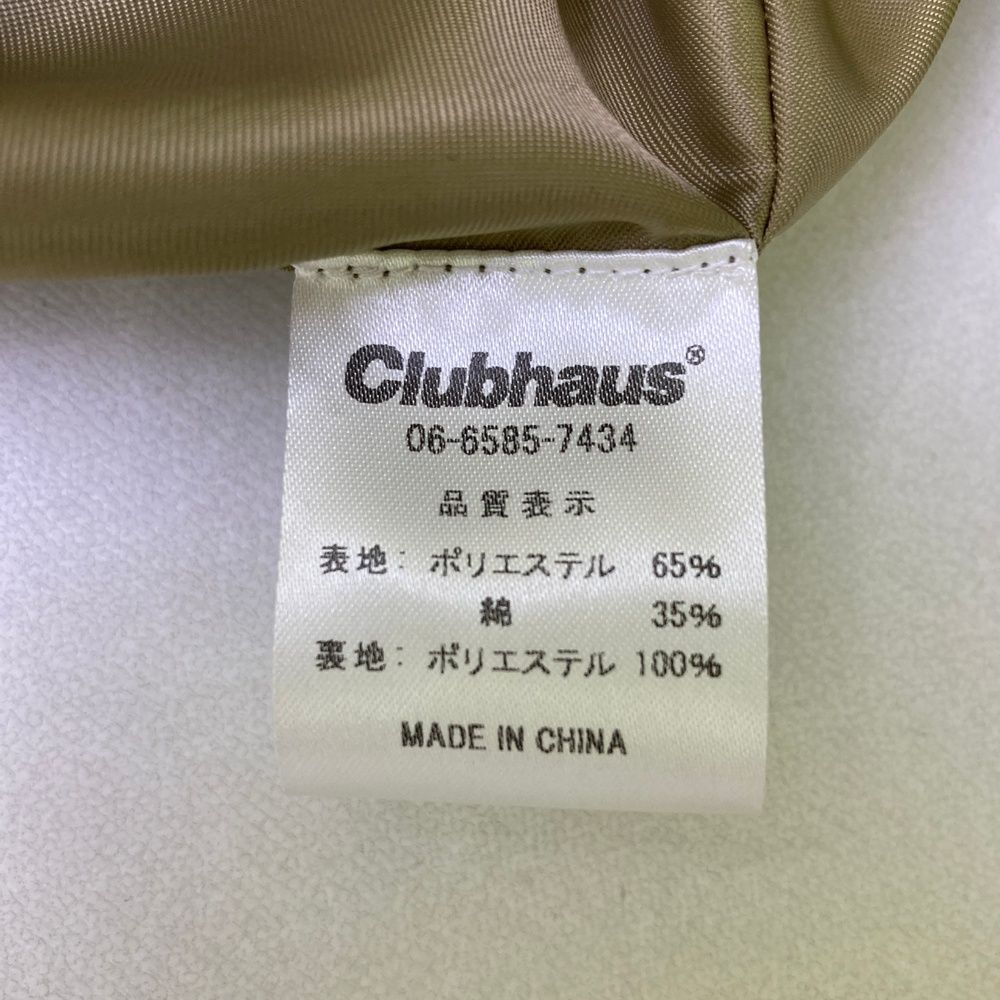 Clubhaus®
06-6585-7434
品質表示
表地: ポリエステル 65%
綿 35%
裏地: ポリエステル 100%
MADE IN CHINA